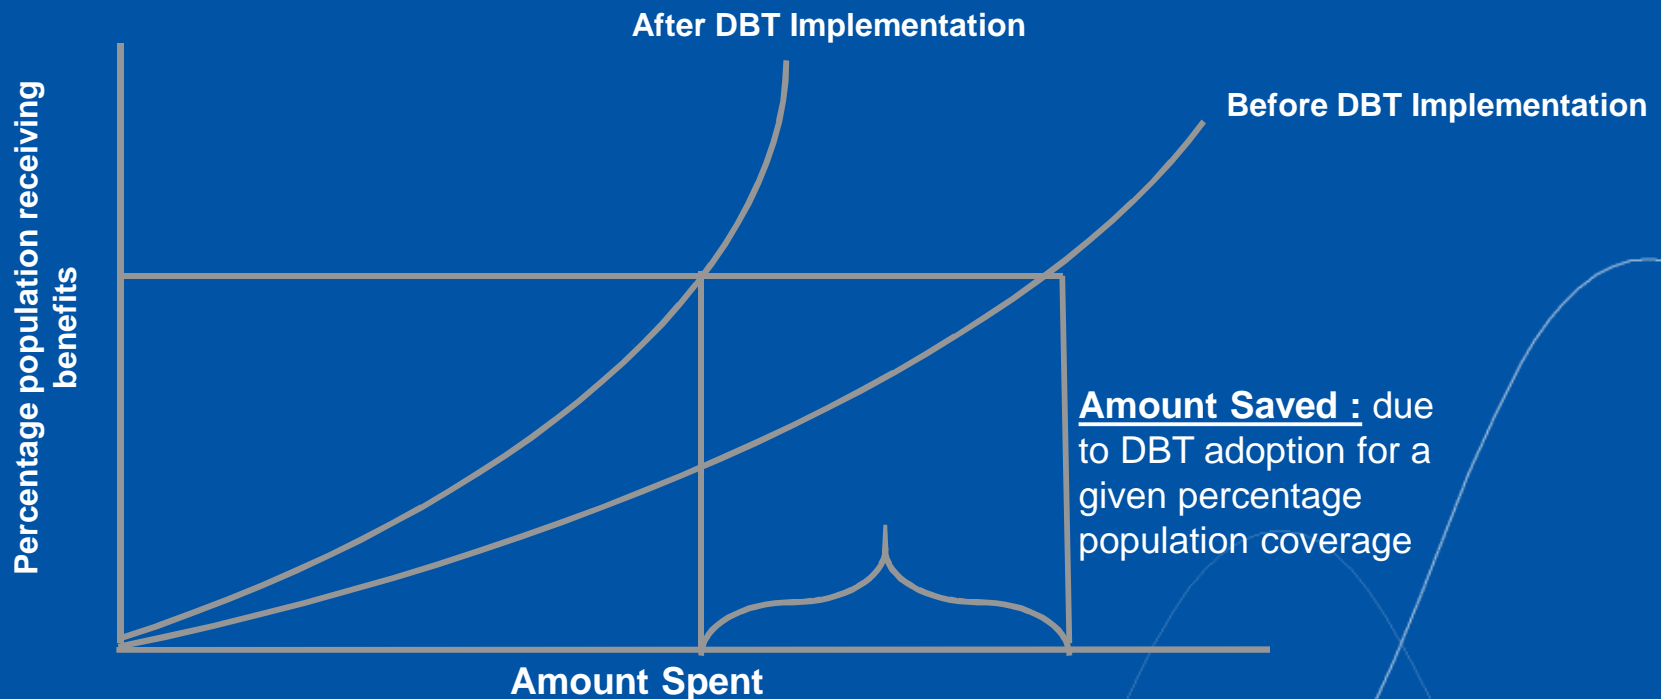 After DBT Implementation
Before DBT Implementation
Percentage population receiving
benefits
Amount Saved : due
to DBT adoption for a
given percentage
population coverage
Amount Spent